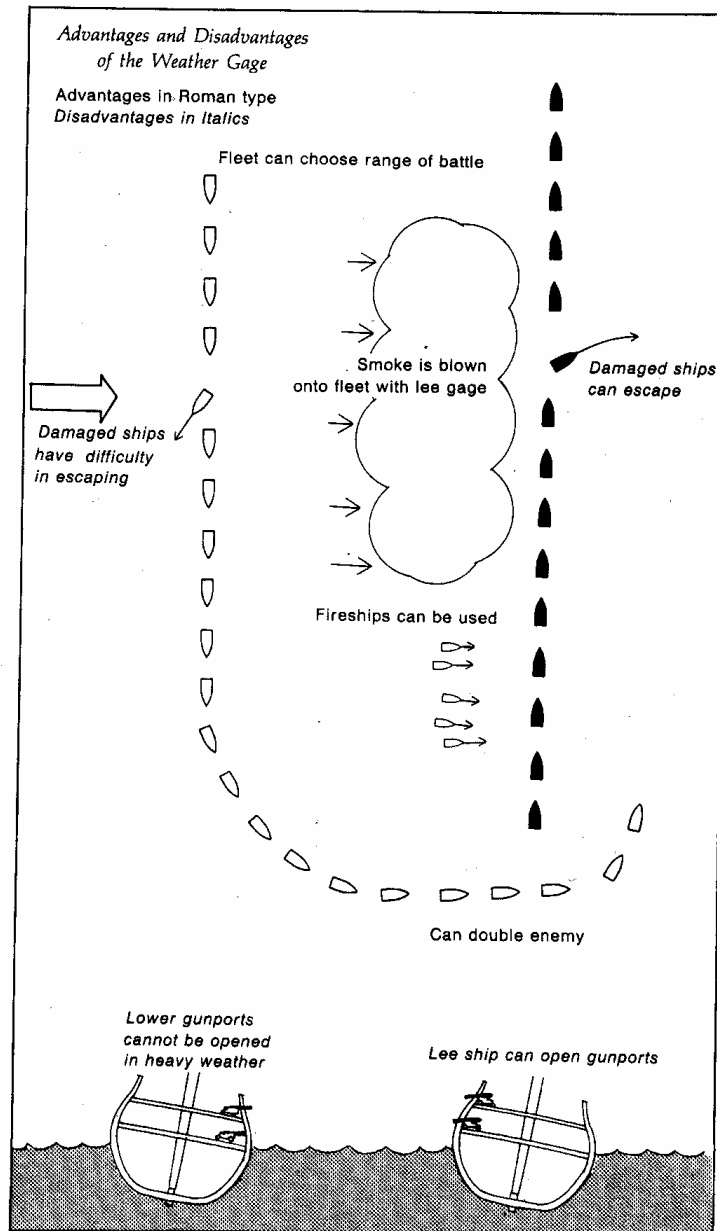 Advantages and Disadvantages
of the Weather Gage
Advantages in Roman type
Disadvantages in Italics
Fleet can choose range of battle
Smoke is blown
onto fleet with lee gage
Damaged ships
can escape
Damaged ships
have difficulty
in escaping
Fireships can be used
Can double enemy
Lower gunports
cannot be opened
in heavy weather
Lee ship can open gunports